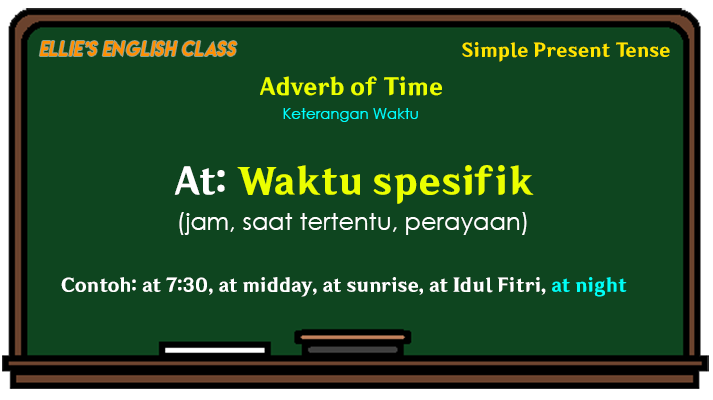 ELLIE'S ENGLISH CLASS
Simple Present Tense
Adverb of Time
Keterangan Waktu
At: Waktu spesifik
(jam, saat tertentu, perayaan)
Contoh: at 7:30, at midday, at sunrise, at Idul Fitri, at night